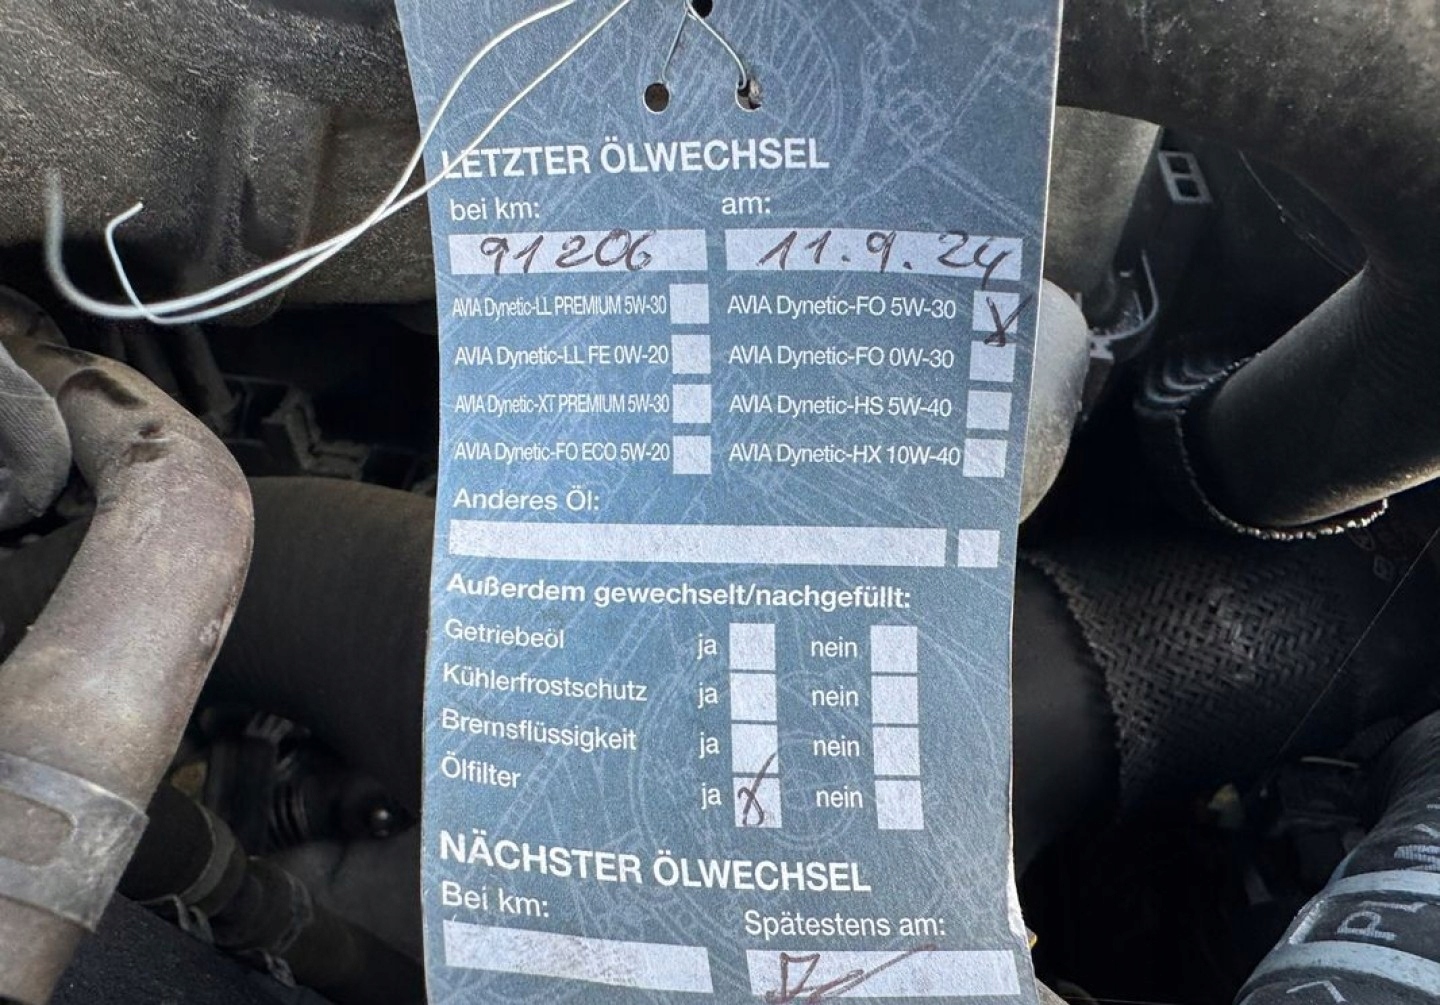 LETZTER ÖLWECHSEL
bei km: am:
91206 11.9.24
AVIA Dynetic-LL PREMIUM 5W-30 AVIA Dynetic-FO 5W-30 X
AVIA Dynetic-LL FE 0W-20 AVIA Dynetic-FO 0W-30
AVIA Dynetic-XT PREMIUM 5W-30 AVIA Dynetic-HS 5W-40
AVIA Dynetic-FO ECO 5W-20 AVIA Dynetic-HX 10W-40
Anderes Öl:
Außerdem gewechselt/nachgefüllt:
Getriebeöl ja nein
Kühlerfrostschutz ja nein
Bremsflüssigkeit ja nein
Ölfilter ja X nein
NÄCHSTER ÖLWECHSEL
Bei km: Spätestens am: